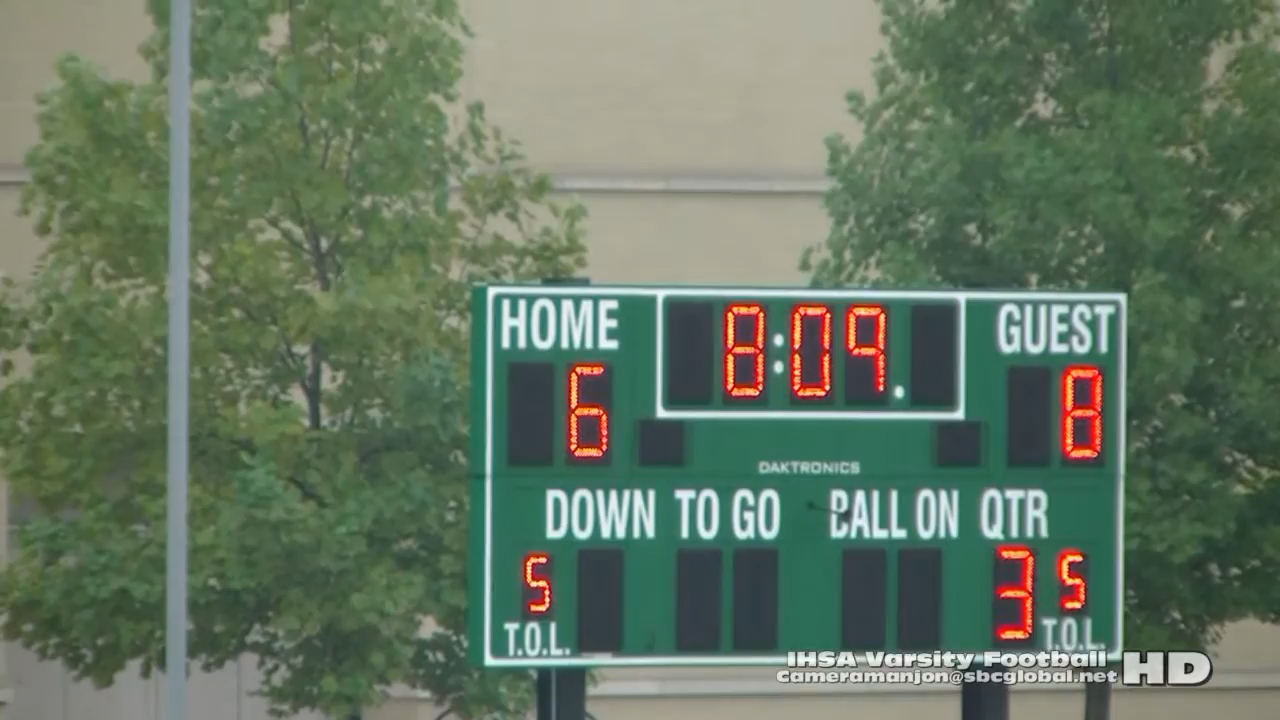 HOME 8:09. GUEST
6 8
DAKTRONICS
DOWN TO GO BALL ON QTR
5 3 5
T.O.L. T.O.L.
IHSA Varsity Football HD
Cameramanjon@sbcglobal.net